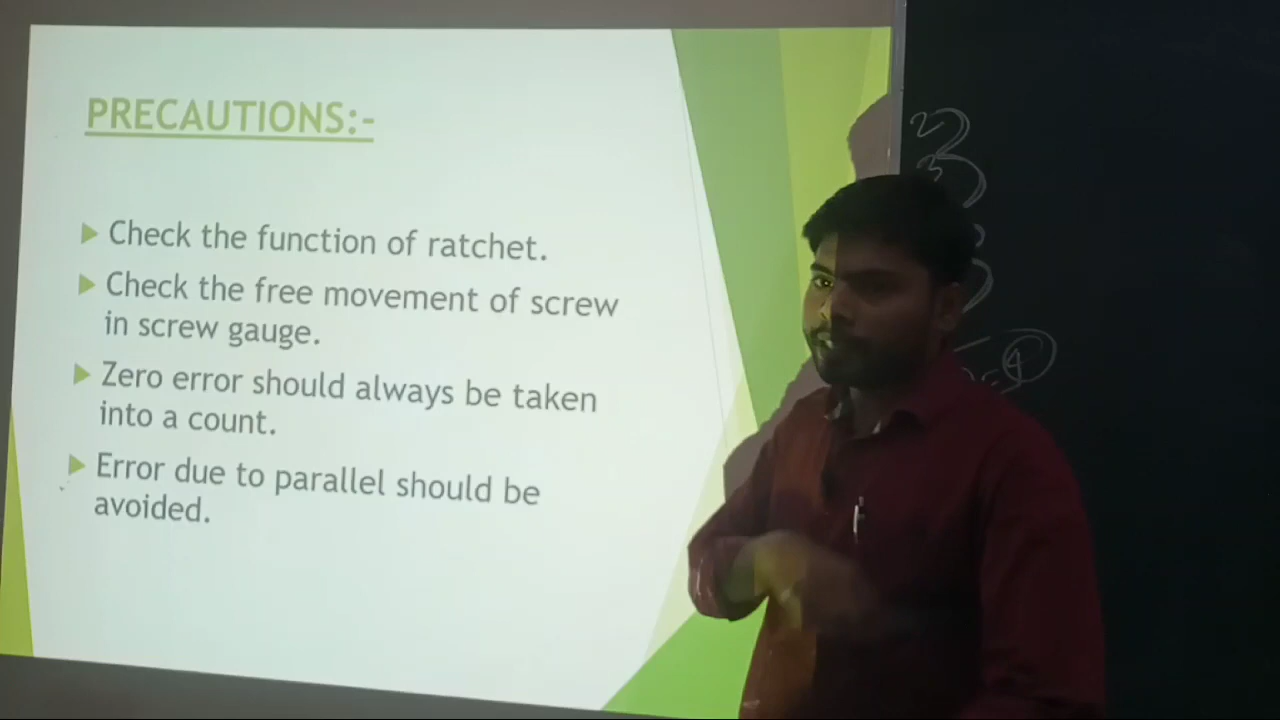 PRECAUTIONS:-
Check the function of ratchet.
Check the free movement of screw
in screw gauge.
Zero error should always be taken
into a count.
Error due to parallel should be
avoided.